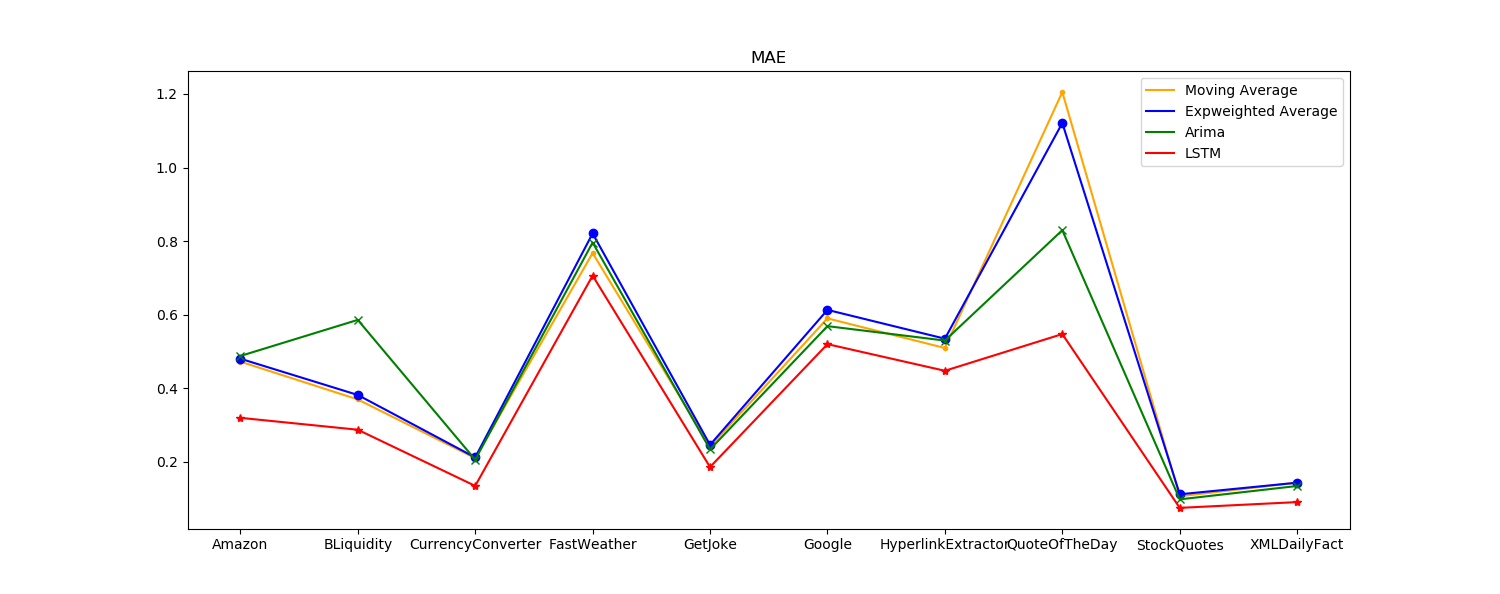 MAE
1.2
1.0
0.8
0.6
0.4
0.2
Moving Average
Expweighted Average
Arima
LSTM
Amazon BLiquidity CurrencyConverter FastWeather GetJoke Google HyperlinkExtractor QuoteOfTheDay StockQuotes XMLDailyFact